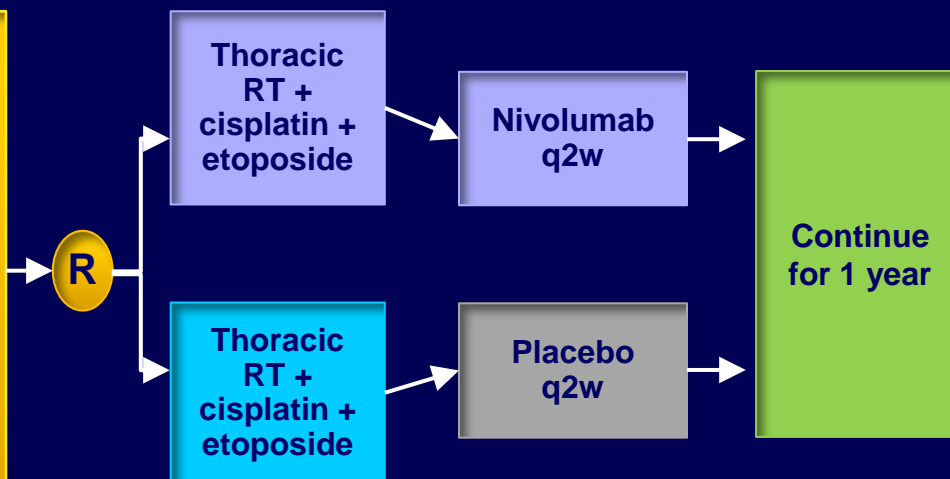 R
Thoracic
RT +
cisplatin +
etoposide
Nivolumab
q2w
Thoracic
RT +
cisplatin +
etoposide
Placebo
q2w
Continue
for 1 year